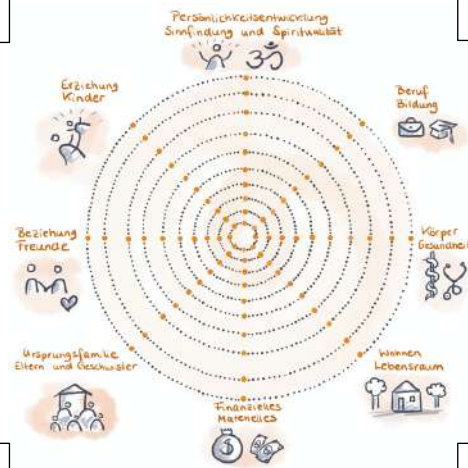 Persönlichkeitsentwicklung
Sinnfindung und Spiritualität
Erziehung
Kinder
Beruf
Bildung
Beziehung
Freunde
Körper
Gesundheit
Ursprungsfamilie
Eltern und Geschwister
Wohnen
Lebensraum
Finanzielles
Materielles